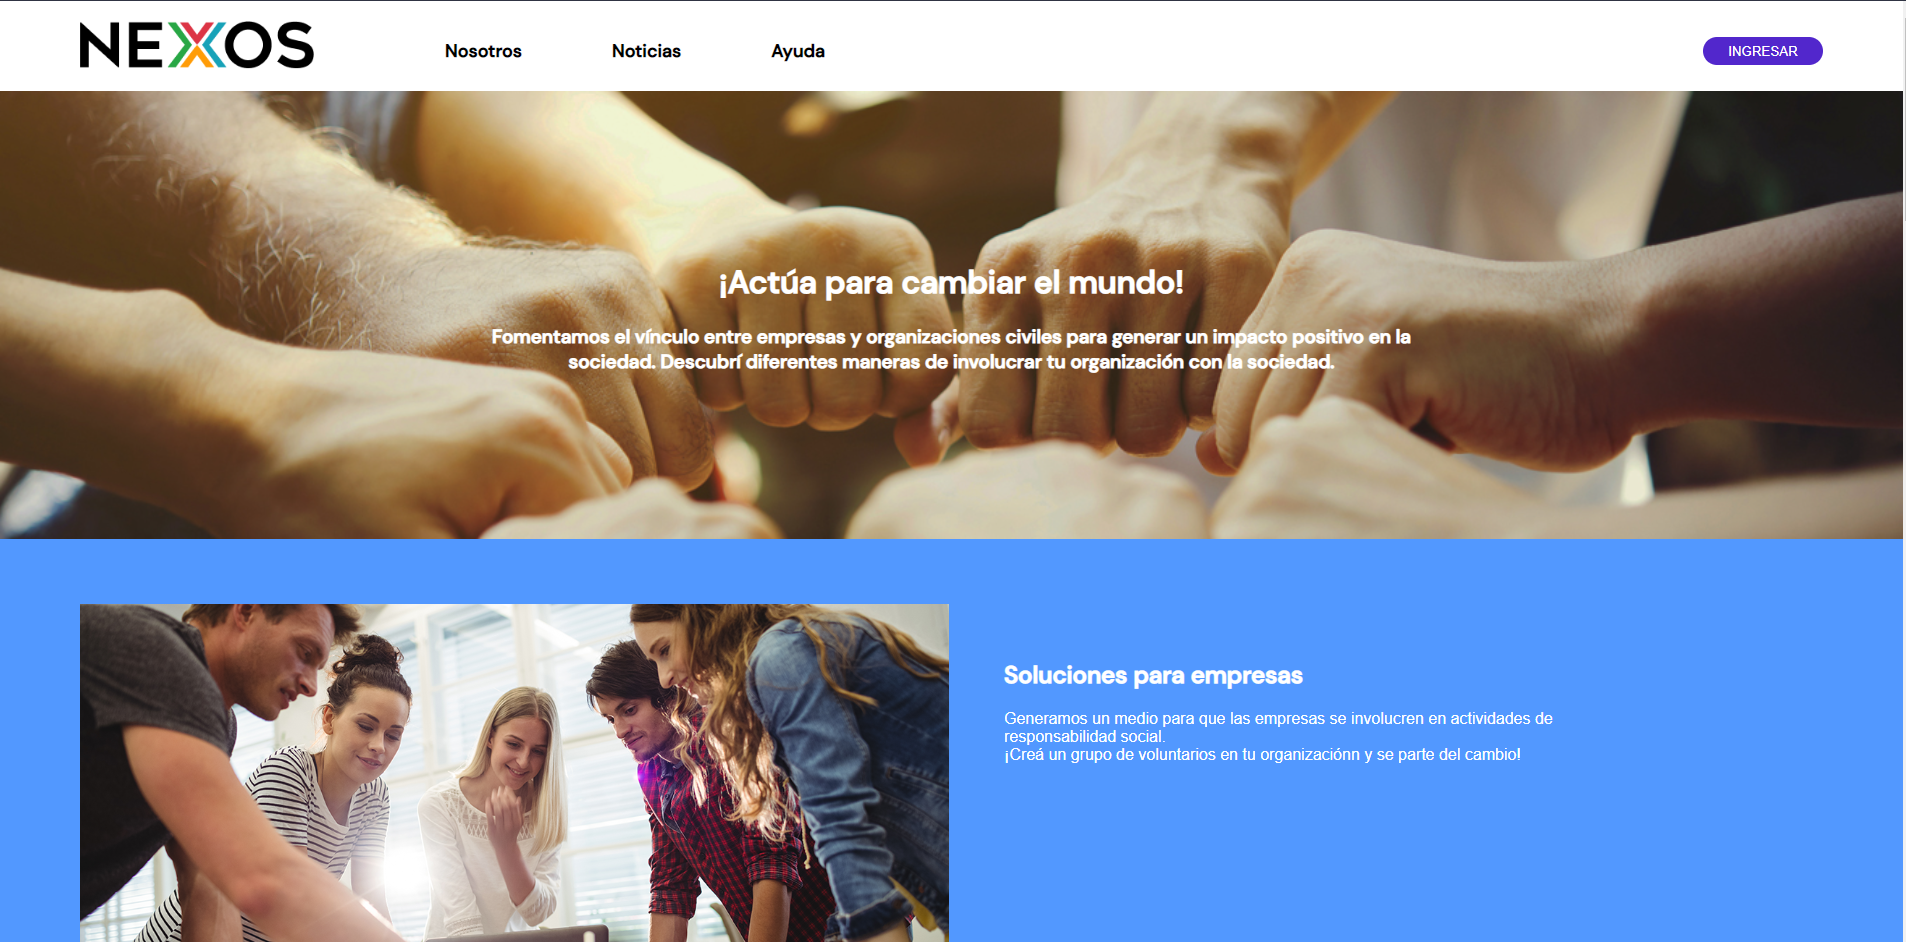 NEXOS
Nosotros
Noticias
Ayuda
INGRESAR
¡Actúa para cambiar el mundo!
Fomentamos el vínculo entre empresas y organizaciones civiles para generar un impacto positivo en la
sociedad. Descubrí diferentes maneras de involucrar tu organización con la sociedad.
Soluciones para empresas
Generamos un medio para que las empresas se involucren en actividades de
responsabilidad social.
¡Creá un grupo de voluntarios en tu organizaciónn y se parte del cambio!